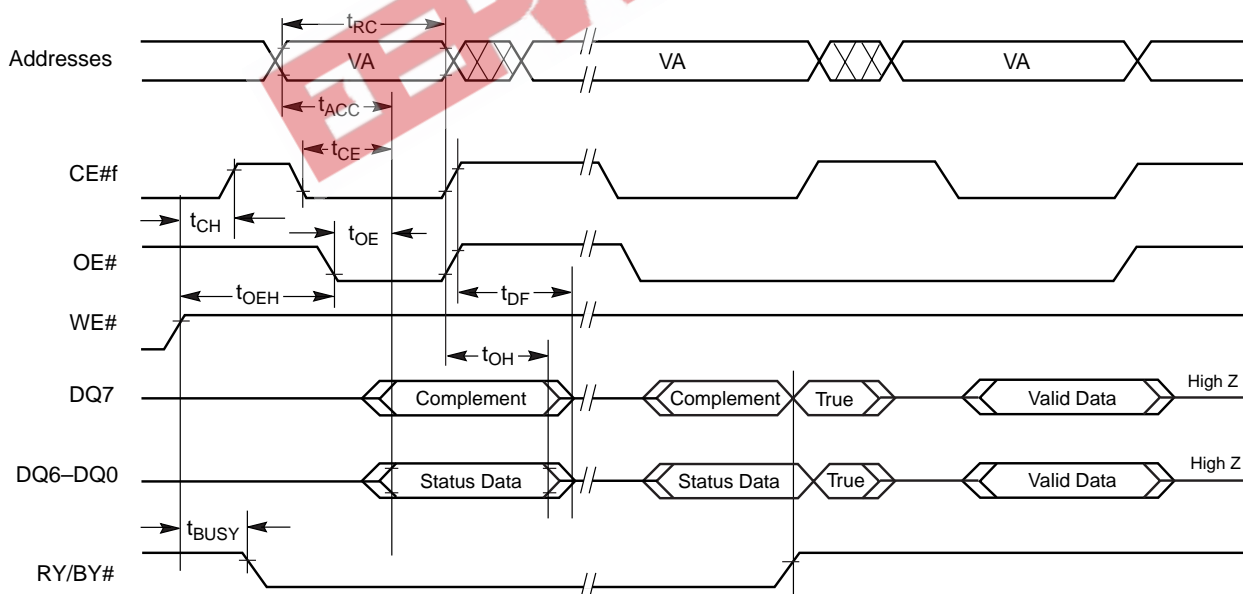 tRC
Addresses VA VA VA
tACC
tCE
CE#f
tCH
tOE
OE#
tOEH tDF
WE#
tOH
DQ7 Complement Complement True Valid Data High Z
DQ6–DQ0 Status Data Status Data True Valid Data High Z
tBUSY
RY/BY#